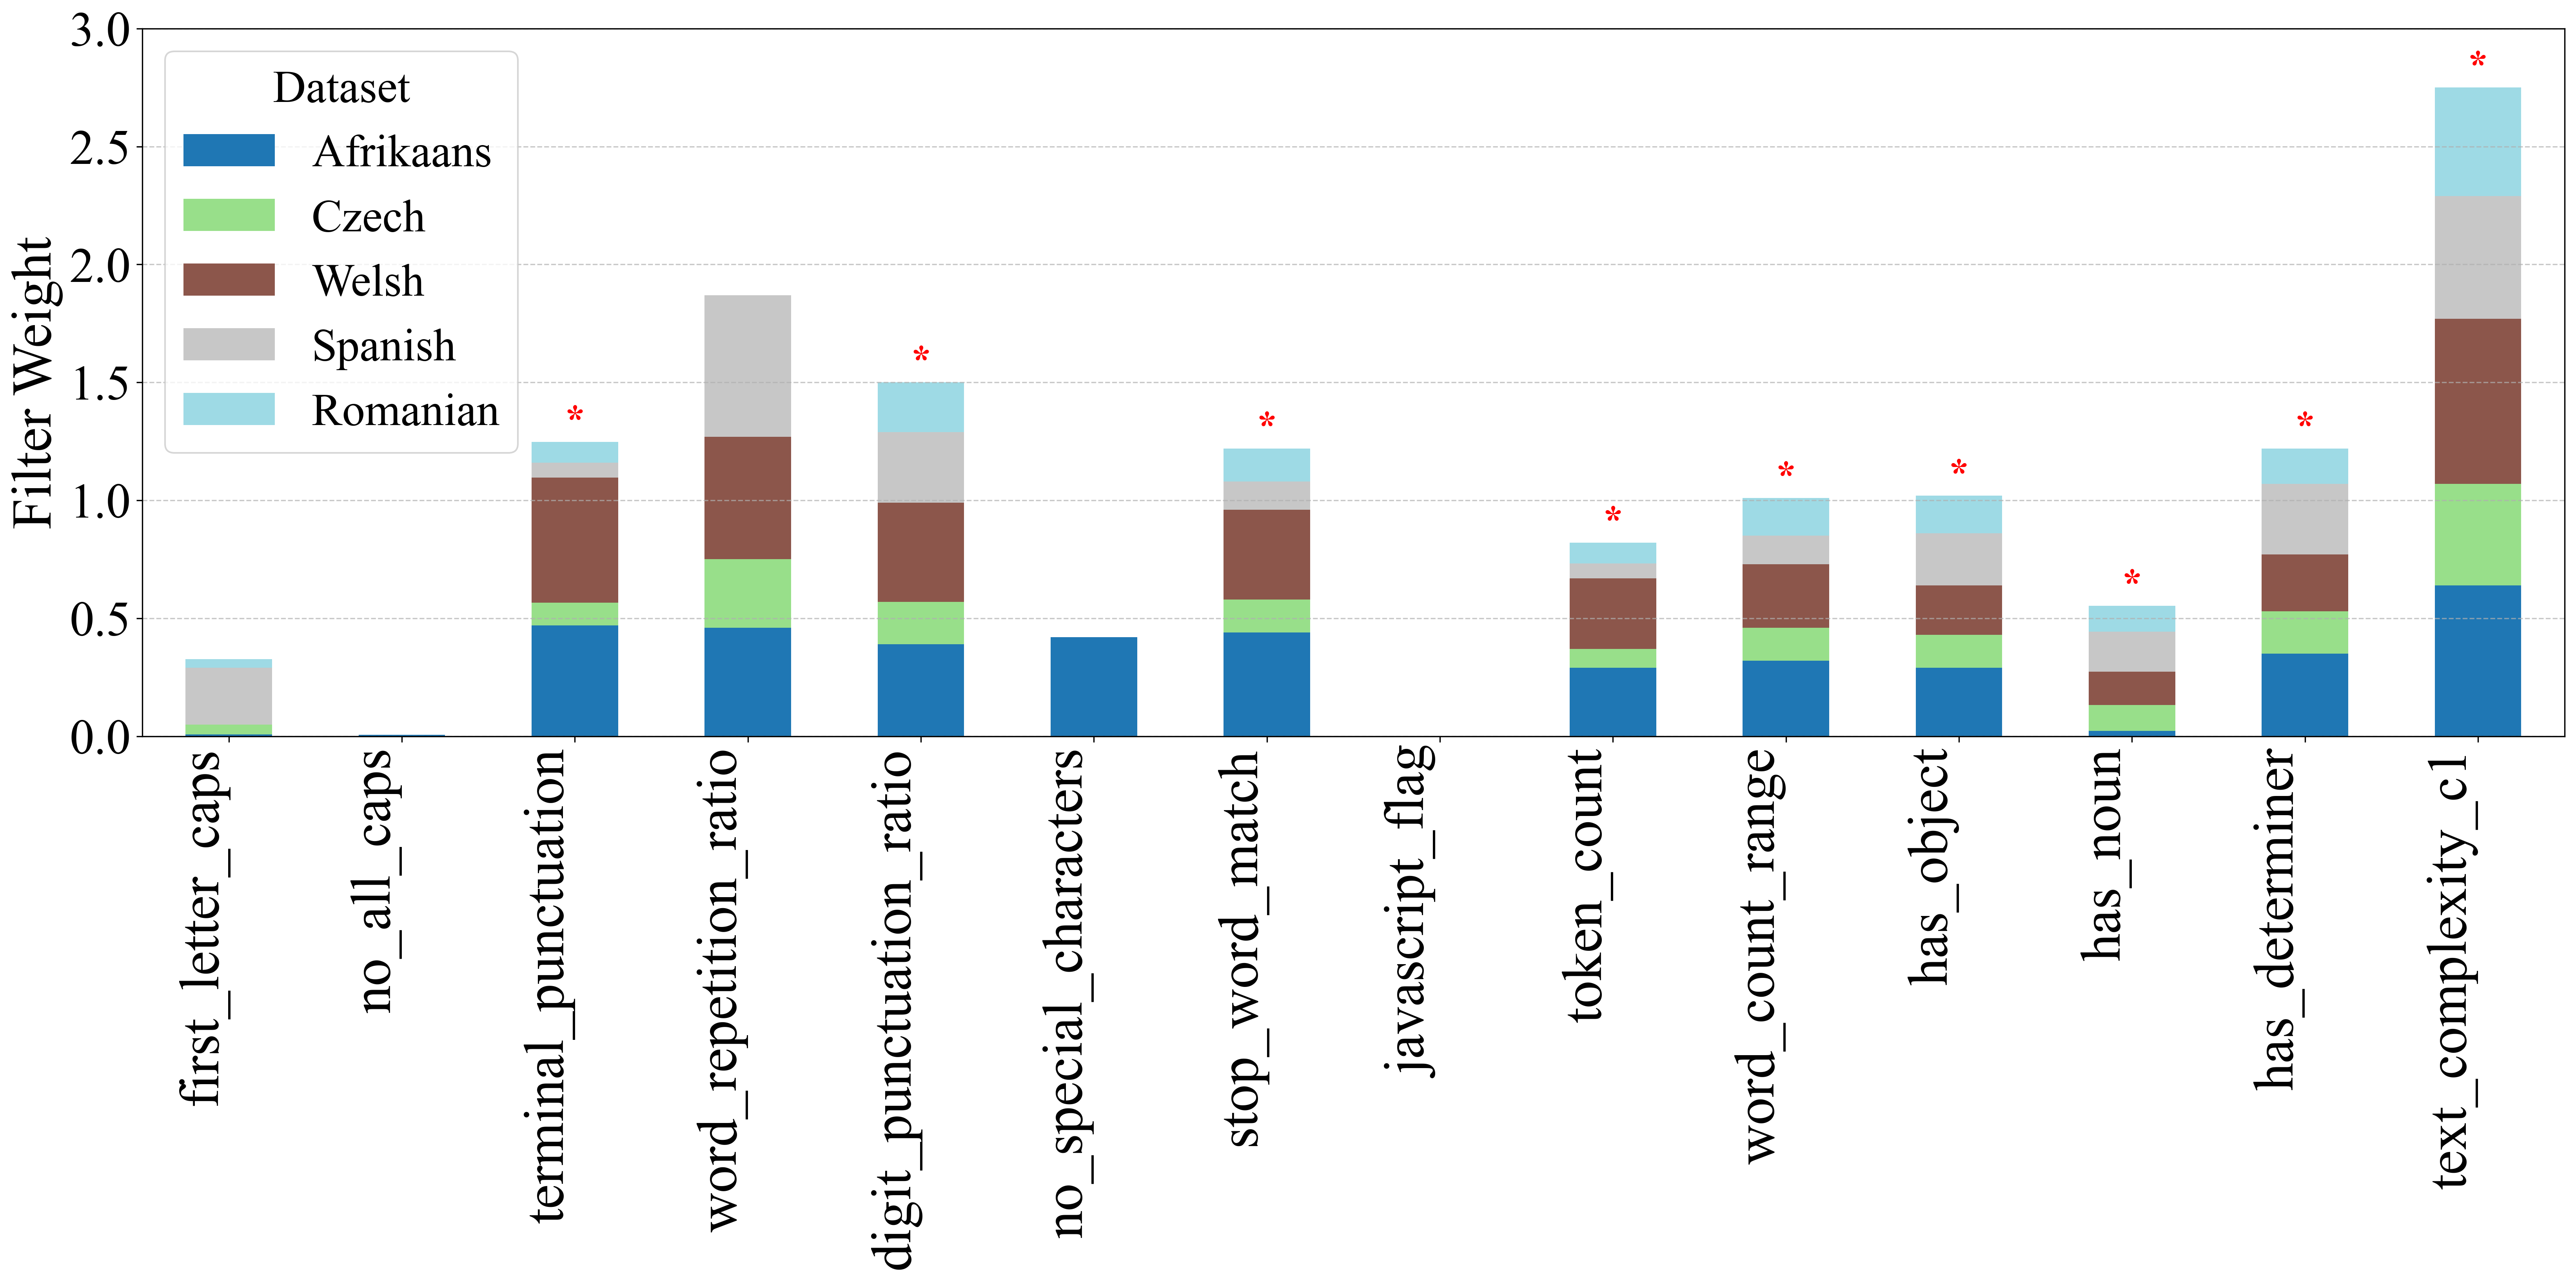 Filter Weight
3.0
2.5
2.0
1.5
1.0
0.5
0.0
Dataset
Afrikaans
Czech
Welsh
Spanish
Romanian
*
*
*
*
*
*
*
*
*
first_letter_caps
no_all_caps
terminal_punctuation
word_repetition_ratio
digit_punctuation_ratio
no_special_characters
stop_word_match
javascript_flag
token_count
word_count_range
has_object
has_noun
has_determiner
text_complexity_c1